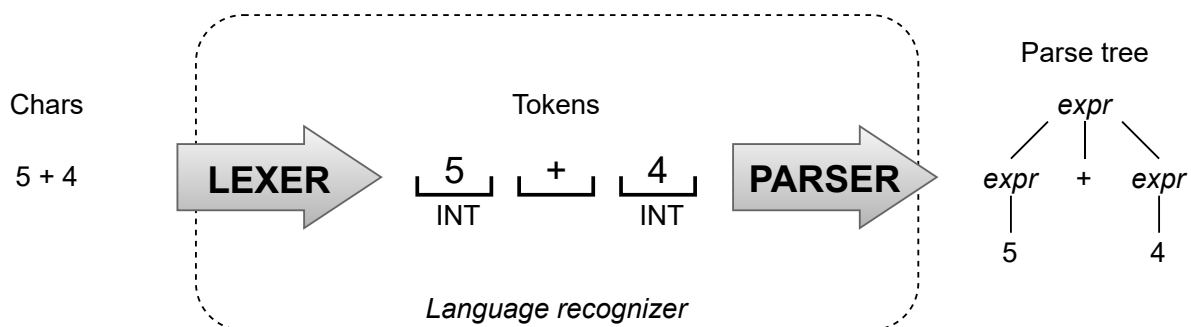 Chars
5 + 4
LEXER
Tokens
5 + 4
INT INT
PARSER
Language recognizer
Parse tree
expr
expr + expr
5 4